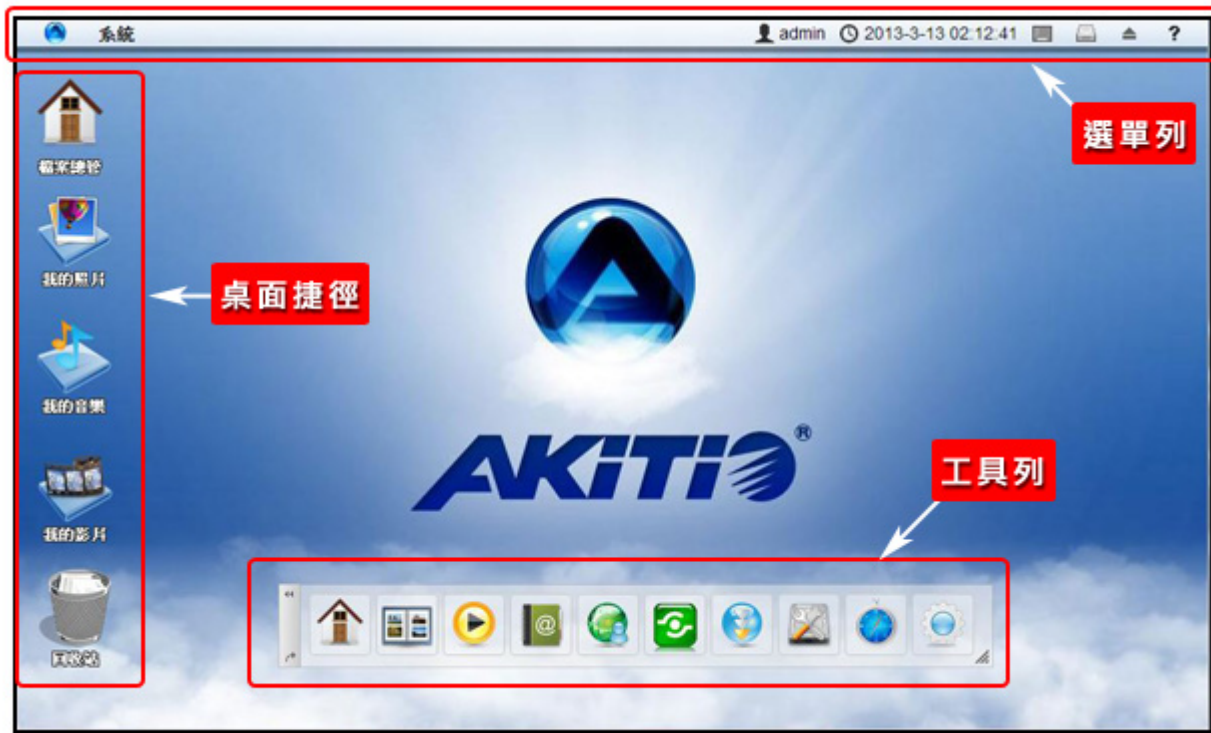 系統 admin 2013-3-13 02:12:41 ?
選單列
檔案總管
我的照片
桌面捷徑
我的音樂
AKiTiO®
工具列
我的影片
@
回收站